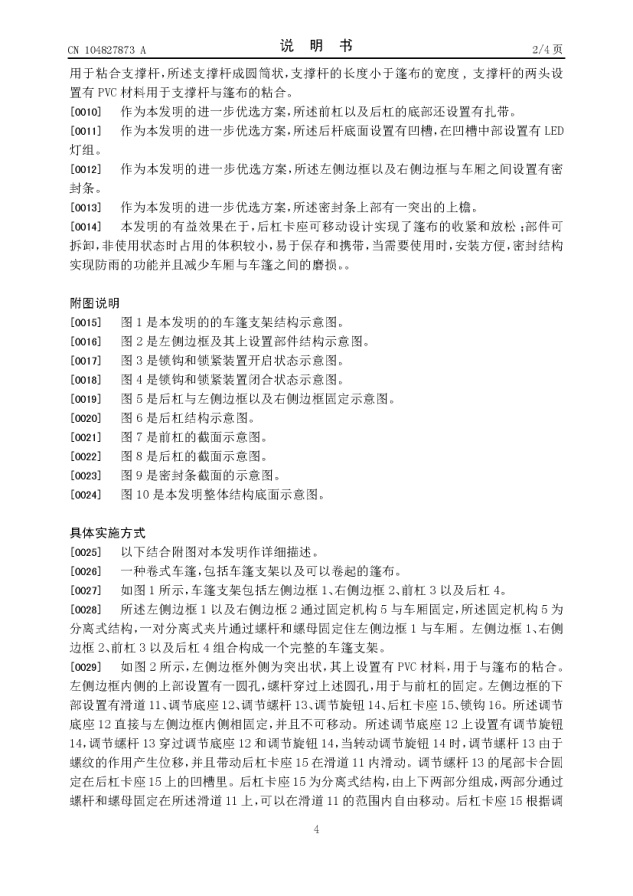 CN 104827873 A
说 明 书
2/4 页
用于粘合支撑杆，所述支撑杆成圆筒状，支撑杆的长度小于篷布的宽度，支撑杆的两头设
置有 PVC 材料用于支撑杆与篷布的粘合。
[0010] 作为本发明的进一步优选方案，所述前杠以及后杠的底部还设置有扎带。
[0011] 作为本发明的进一步优选方案，所述后杆底面设置有凹槽，在凹槽中部设置有 LED
灯组。
[0012] 作为本发明的进一步优选方案，所述左侧边框以及右侧边框与车厢之间设置有密
封条。
[0013] 作为本发明的进一步优选方案，所述密封条上部有一突出的上檐。
[0014] 本发明的有益效果在于，后杠卡座可移动设计实现了篷布的收紧和放松；部件可
拆卸，非使用状态时占用的体积较小，易于保存和携带，当需要使用时，安装方便，密封结构
实现防雨的功能并且减少车厢与车篷之间的磨损。。
附图说明
[0015] 图 1 是本发明的的车篷支架结构示意图。
[0016] 图 2 是左侧边框及其上设置部件结构示意图。
[0017] 图 3 是锁钩和锁紧装置开启状态示意图。
[0018] 图 4 是锁钩和锁紧装置闭合状态示意图。
[0019] 图 5 是后杠与左侧边框以及右侧边框固定示意图。
[0020] 图 6 是后杠结构示意图。
[0021] 图 7 是前杠的截面示意图。
[0022] 图 8 是后杠的截面示意图。
[0023] 图 9 是密封条截面的示意图。
[0024] 图 10 是本发明整体结构底面示意图。
具体实施方式
[0025] 以下结合附图对本发明作详细描述。
[0026] 一种卷式车篷，包括车篷支架以及可以卷起的篷布。
[0027] 如图 1 所示，车篷支架包括左侧边框 1、右侧边框 2、前杠 3 以及后杠 4。
[0028] 所述左侧边框 1 以及右侧边框 2 通过固定机构 5 与车厢固定，所述固定机构 5 为
分离式结构，一对分离式夹片通过螺杆和螺母固定住左侧边框 1 与车厢。左侧边框 1、右侧
边框 2、前杠 3 以及后杠 4 组合构成一个完整的车篷支架。
[0029] 如图 2 所示，左侧边框外侧为突出状，其上设置有 PVC 材料，用于与篷布的粘合。
左侧边框内侧的上部设置有一圆孔，螺杆穿过上述圆孔，用于与前杠的固定。左侧边框的下
部设置有滑道 11、调节底座 12、调节螺杆 13、调节旋钮 14、后杠卡座 15、锁钩 16。所述调节
底座 12 直接与左侧边框内侧相固定，并且不可移动。所述调节底座 12 上设置有调节旋钮
14，调节螺杆 13 穿过调节底座 12 和调节旋钮 14，当转动调节旋钮 14 时，调节螺杆 13 由于
螺纹的作用产生位移，并且带动后杠卡座 15 在滑道 11 内滑动。调节螺杆 13 的尾部卡合固
定在后杠卡座 15 上的凹槽里。后杠卡座 15 为分离式结构，由上下两部分组成，两部分通过
螺杆和螺母固定在所述滑道 11 上，可以在滑道 11 的范围内自由移动。后杠卡座 15 根据调
4